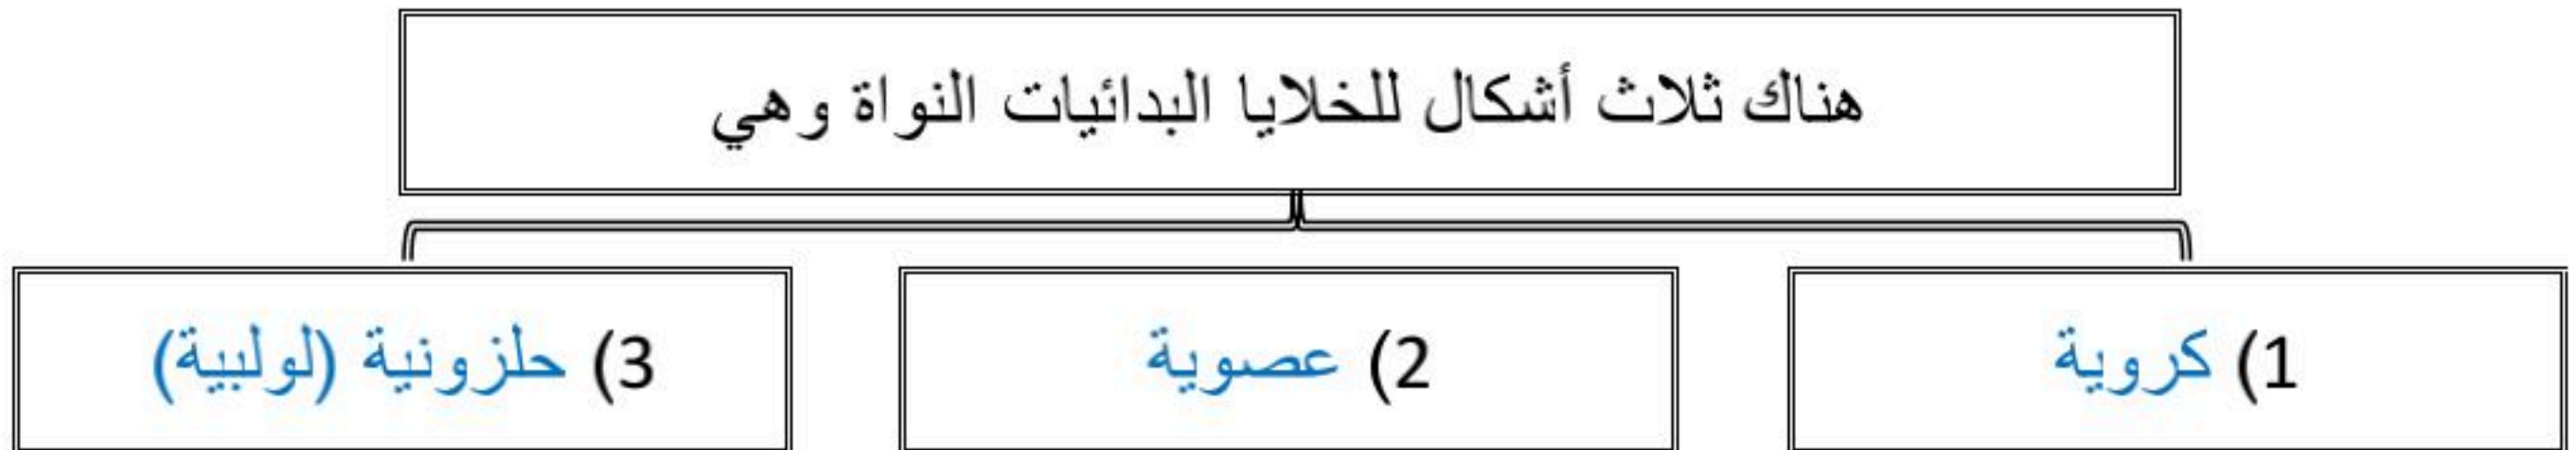 هناك ثلاث أشكال للخلايا البدائيات النواة وهي
1) كروية
2) عصوية
3) حلزونية (لولبية)